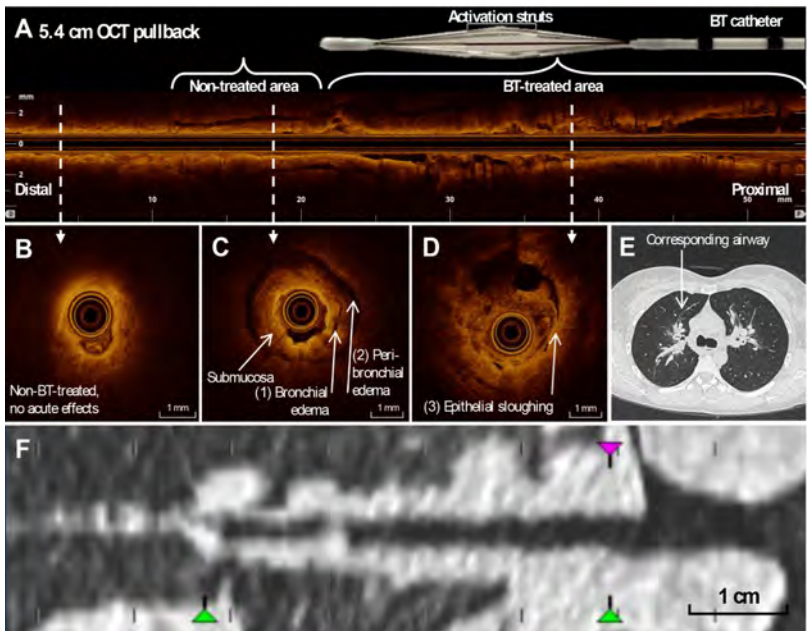 A 5.4 cm OCT pullback
Activation struts
BT catheter
Non-treated area
BT-treated area
mm
2
0
2
Distal
Proximal
10
20
30
40
50
mm
B
Non-BT-treated,
no acute effects
1 mm
C
Submucosa
(1) Bronchial
edema
(2) Peri-
bronchial
edema
1 mm
D
(3) Epithelial sloughing
1 mm
E
Corresponding airway
F
1 cm